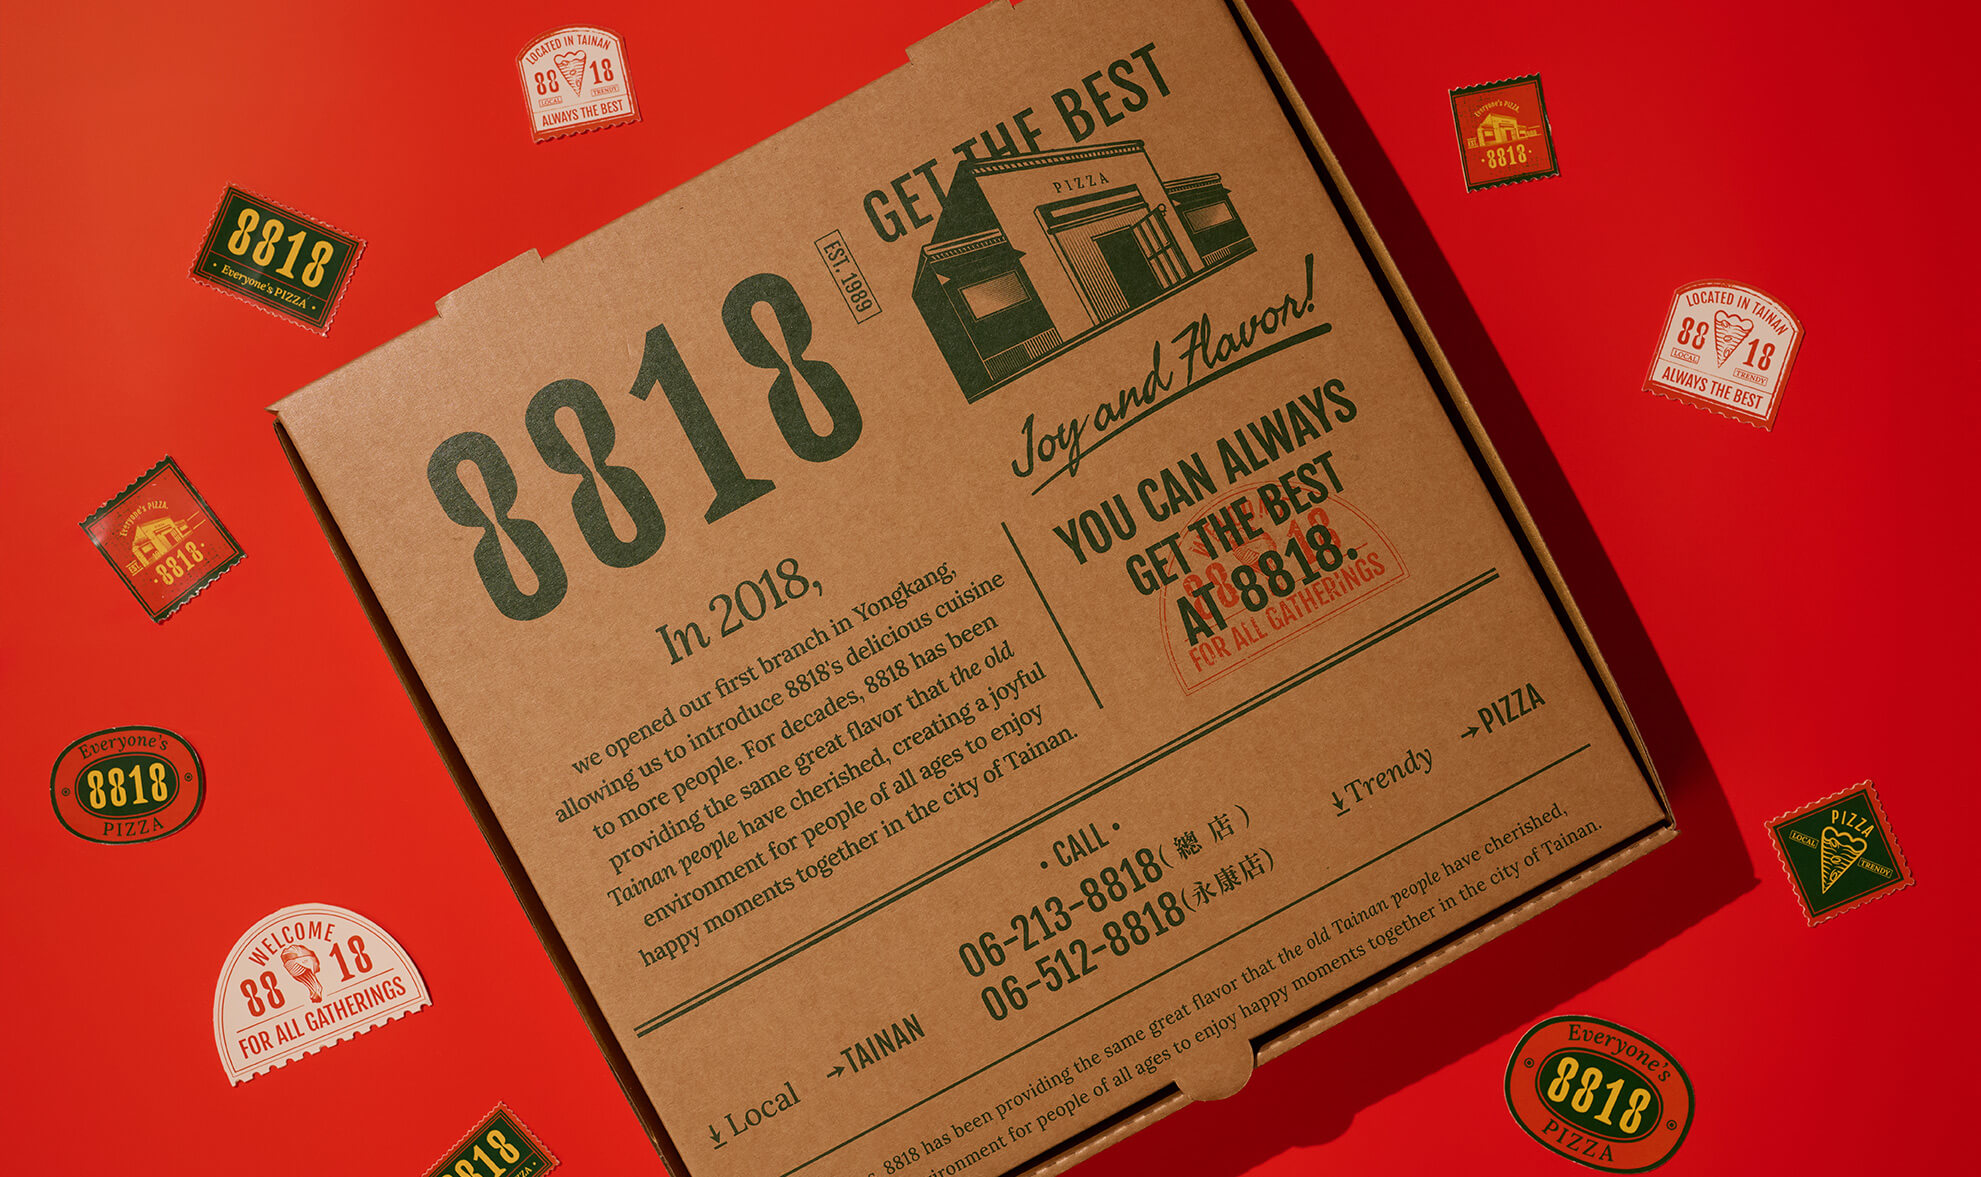 GET THE BEST
PIZZA
EST. 1989
8818
Joy and Flavor!
YOU CAN ALWAYS
GET THE BEST
AT 8818.
88 18
FOR ALL GATHERINGS
In 2018,
we opened our first branch in Yongkang,
allowing us to introduce 8818's delicious cuisine
to more people. For decades, 8818 has been
providing the same great flavor that the old
Tainan people have cherished, creating a joyful
environment for people of all ages to enjoy
happy moments together in the city of Tainan.
• CALL •
06-213-8818(總店)
06-512-8818(永康店)
↓Local
→TAINAN
↓Trendy
→PIZZA
8818 has been providing the same great flavor that the old Tainan people have cherished,
ironment for people of all ages to enjoy happy moments together in the city of Tainan.
LOCATED IN TAINAN
88 18
LOCAL TRENDY
ALWAYS THE BEST
8818
• Everyone's PIZZA •
Everyone's PIZZA.
EST.
•8818•
Everyone's
8818
PIZZA
WELCOME
88 18
FOR ALL GATHERINGS
8818
Everyone's PIZZA.
EST.
•8818•
LOCATED IN TAINAN
88 18
LOCAL TRENDY
ALWAYS THE BEST
PIZZA
LOCAL TRENDY
Everyone's
8818
PIZZA